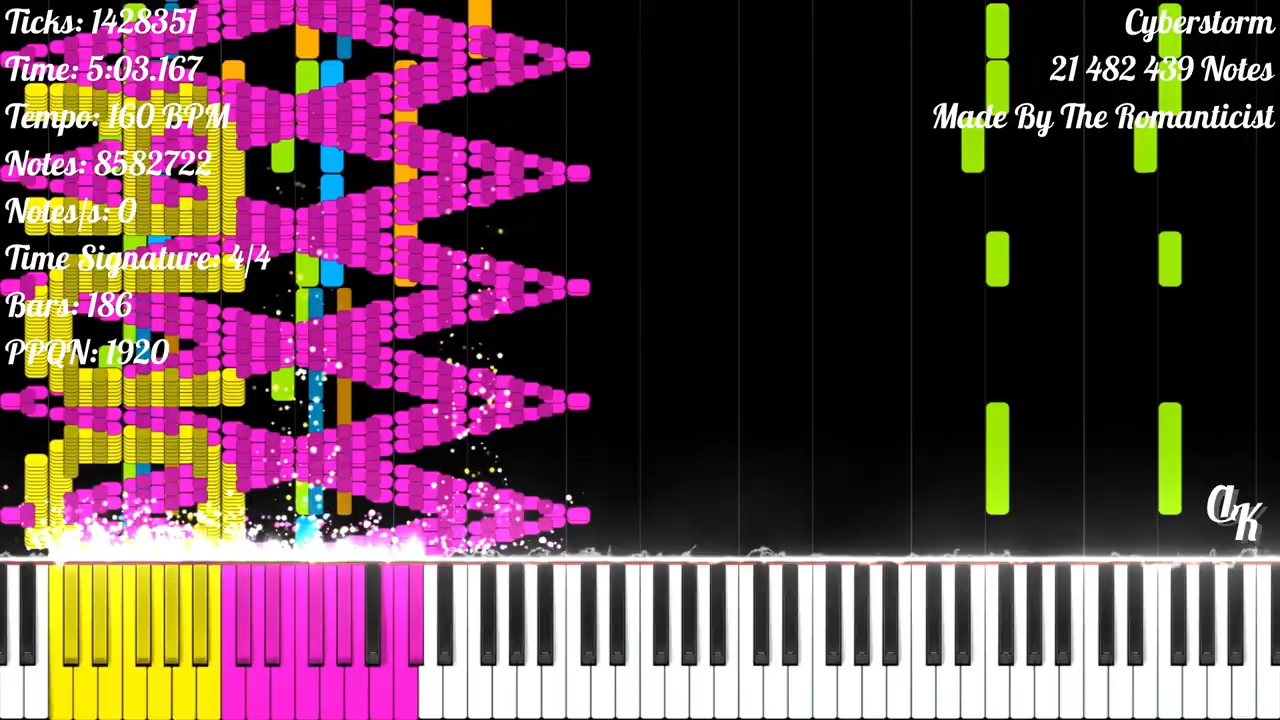 Ticks: 1428351
Time: 5:03.167
Tempo: 160 BPM
Notes: 8582722
Notes/s: 0
Time Signature: 4/4
Bars: 186
PPQN: 1920
Cyberstorm
21 482 439 Notes
Made By The Romanticist
AK